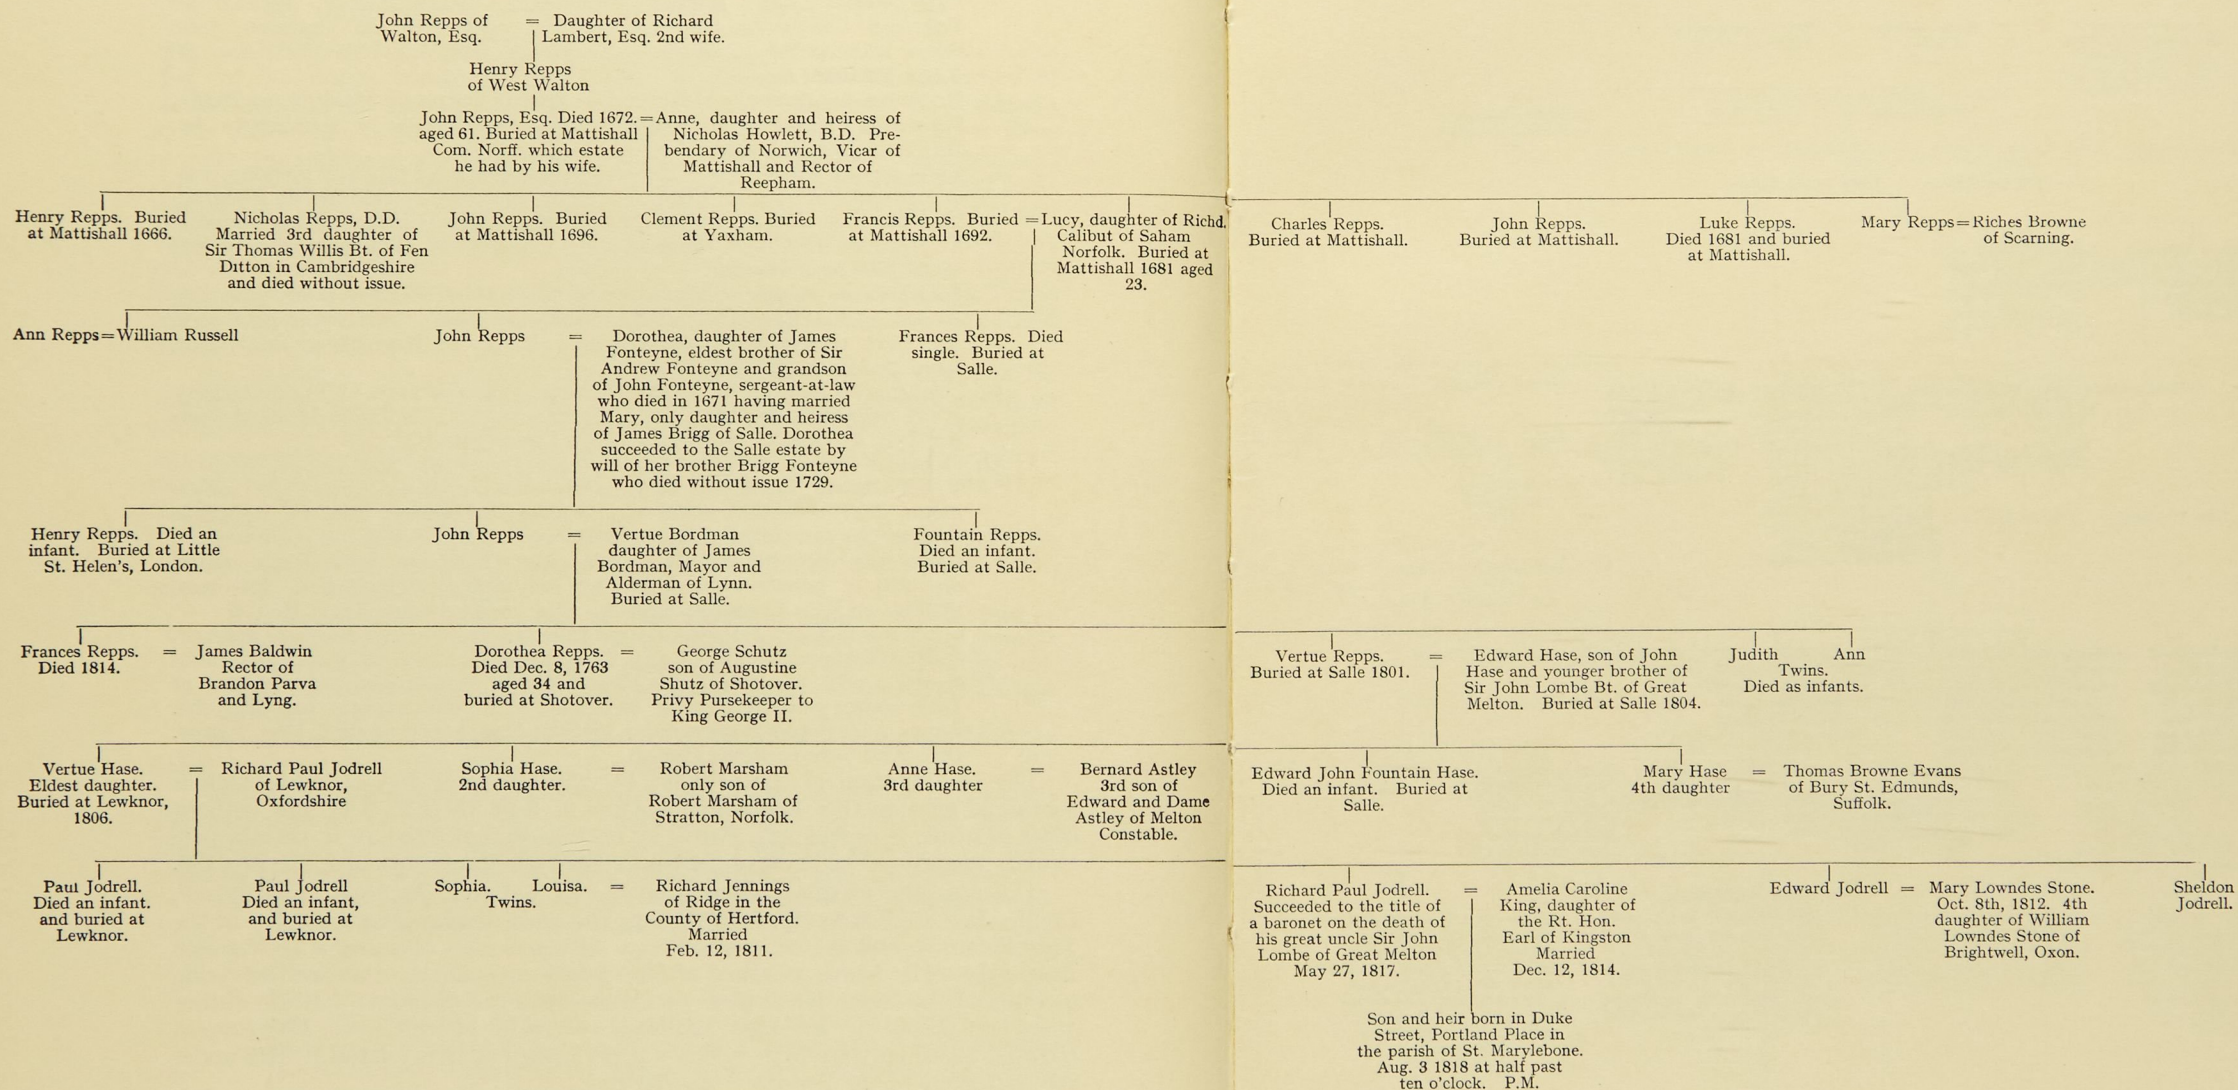 John Repps of
Walton, Esq.
=
Daughter of Richard
Lambert, Esq. 2nd wife.
Henry Repps
of West Walton
John Repps, Esq. Died 1672.
aged 61. Buried at Mattishall
Com. Norff. which estate
he had by his wife.
=
Anne, daughter and heiress of
Nicholas Howlett, B.D. Pre-
bendary of Norwich, Vicar of
Mattishall and Rector of
Reepham.
Henry Repps. Buried
at Mattishall 1666.
Nicholas Repps, D.D.
Married 3rd daughter of
Sir Thomas Willis Bt. of Fen
Ditton in Cambridgeshire
and died without issue.
John Repps. Buried
at Mattishall 1696.
Clement Repps. Buried
at Yaxham.
Francis Repps. Buried
at Mattishall 1692.
=
Lucy, daughter of Richd.
Calibut of Saham
Norfolk. Buried at
Mattishall 1681 aged
23.
Charles Repps.
Buried at Mattishall.
John Repps.
Buried at Mattishall.
Luke Repps.
Died 1681 and buried
at Mattishall.
Mary Repps=Riches Browne
of Scarning.
Ann Repps=William Russell
John Repps
=
Dorothea, daughter of James
Fonteyne, eldest brother of Sir
Andrew Fonteyne and grandson
of John Fonteyne, sergeant-at-law
who died in 1671 having married
Mary, only daughter and heiress
of James Brigg of Salle. Dorothea
succeeded to the Salle estate by
will of her brother Brigg Fonteyne
who died without issue 1729.
Frances Repps. Died
single. Buried at
Salle.
Henry Repps. Died an
infant. Buried at Little
St. Helen's, London.
John Repps
=
Vertue Bordman
daughter of James
Bordman, Mayor and
Alderman of Lynn.
Buried at Salle.
Fountain Repps.
Died an infant.
Buried at Salle.
Frances Repps.
Died 1814.
=
James Baldwin
Rector of
Brandon Parva
and Lyng.
Dorothea Repps.
Died Dec. 8, 1763
aged 34 and
buried at Shotover.
=
George Schutz
son of Augustine
Shutz of Shotover.
Privy Pursekeeper to
King George II.
Vertue Repps.
Buried at Salle 1801.
=
Edward Hase, son of John
Hase and younger brother of
Sir John Lombe Bt. of Great
Melton. Buried at Salle 1804.
Judith Ann
Twins.
Died as infants.
Vertue Hase.
Eldest daughter.
Buried at Lewknor,
1806.
=
Richard Paul Jodrell
of Lewknor,
Oxfordshire
Sophia Hase.
2nd daughter.
=
Robert Marsham
only son of
Robert Marsham of
Stratton, Norfolk.
Anne Hase.
3rd daughter
=
Bernard Astley
3rd son of
Edward and Dame
Astley of Melton
Constable.
Edward John Fountain Hase.
Died an infant. Buried at
Salle.
Mary Hase
4th daughter
=
Thomas Browne Evans
of Bury St. Edmunds,
Suffolk.
Paul Jodrell.
Died an infant.
and buried at
Lewknor.
Paul Jodrell
Died an infant,
and buried at
Lewknor.
Sophia. Louisa.
Twins.
=
Richard Jennings
of Ridge in the
County of Hertford.
Married
Feb. 12, 1811.
Richard Paul Jodrell.
Succeeded to the title of
a baronet on the death of
his great uncle Sir John
Lombe of Great Melton
May 27, 1817.
=
Amelia Caroline
King, daughter of
the Rt. Hon.
Earl of Kingston
Married
Dec. 12, 1814.
Edward Jodrell
=
Mary Lowndes Stone.
Oct. 8th, 1812. 4th
daughter of William
Lowndes Stone of
Brightwell, Oxon.
Sheldon
Jodrell.
Son and heir born in Duke
Street, Portland Place in
the parish of St. Marylebone.
Aug. 3 1818 at half past
ten o'clock. P.M.